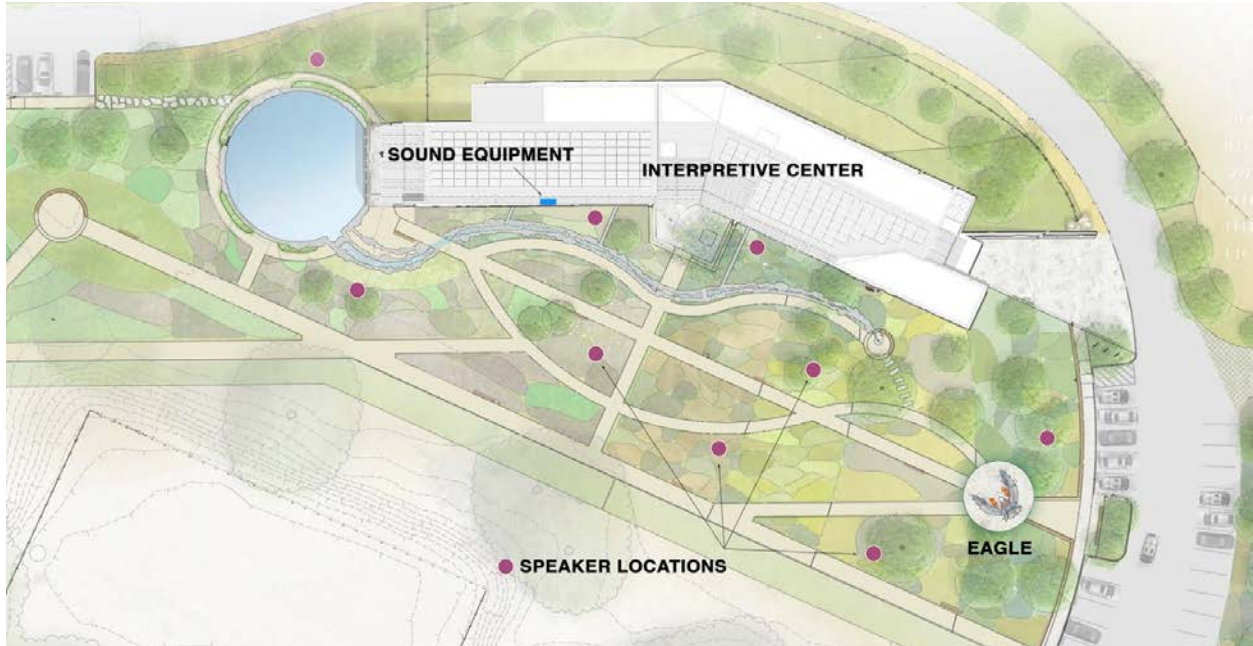 SOUND EQUIPMENT
INTERPRETIVE CENTER
EAGLE
SPEAKER LOCATIONS